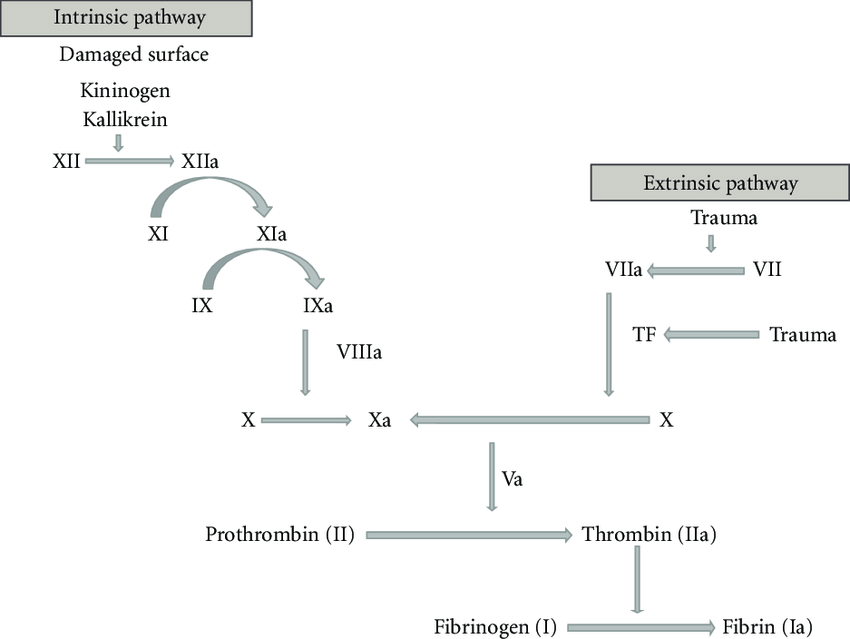 Intrinsic pathway
Damaged surface
Kininogen
Kallikrein
XII XIIa
XI XIa
IX IXa
VIIIa
Extrinsic pathway
Trauma
VIIa VII
TF Trauma
X Xa X
Va
Prothrombin (II) Thrombin (IIa)
Fibrinogen (I) Fibrin (Ia)